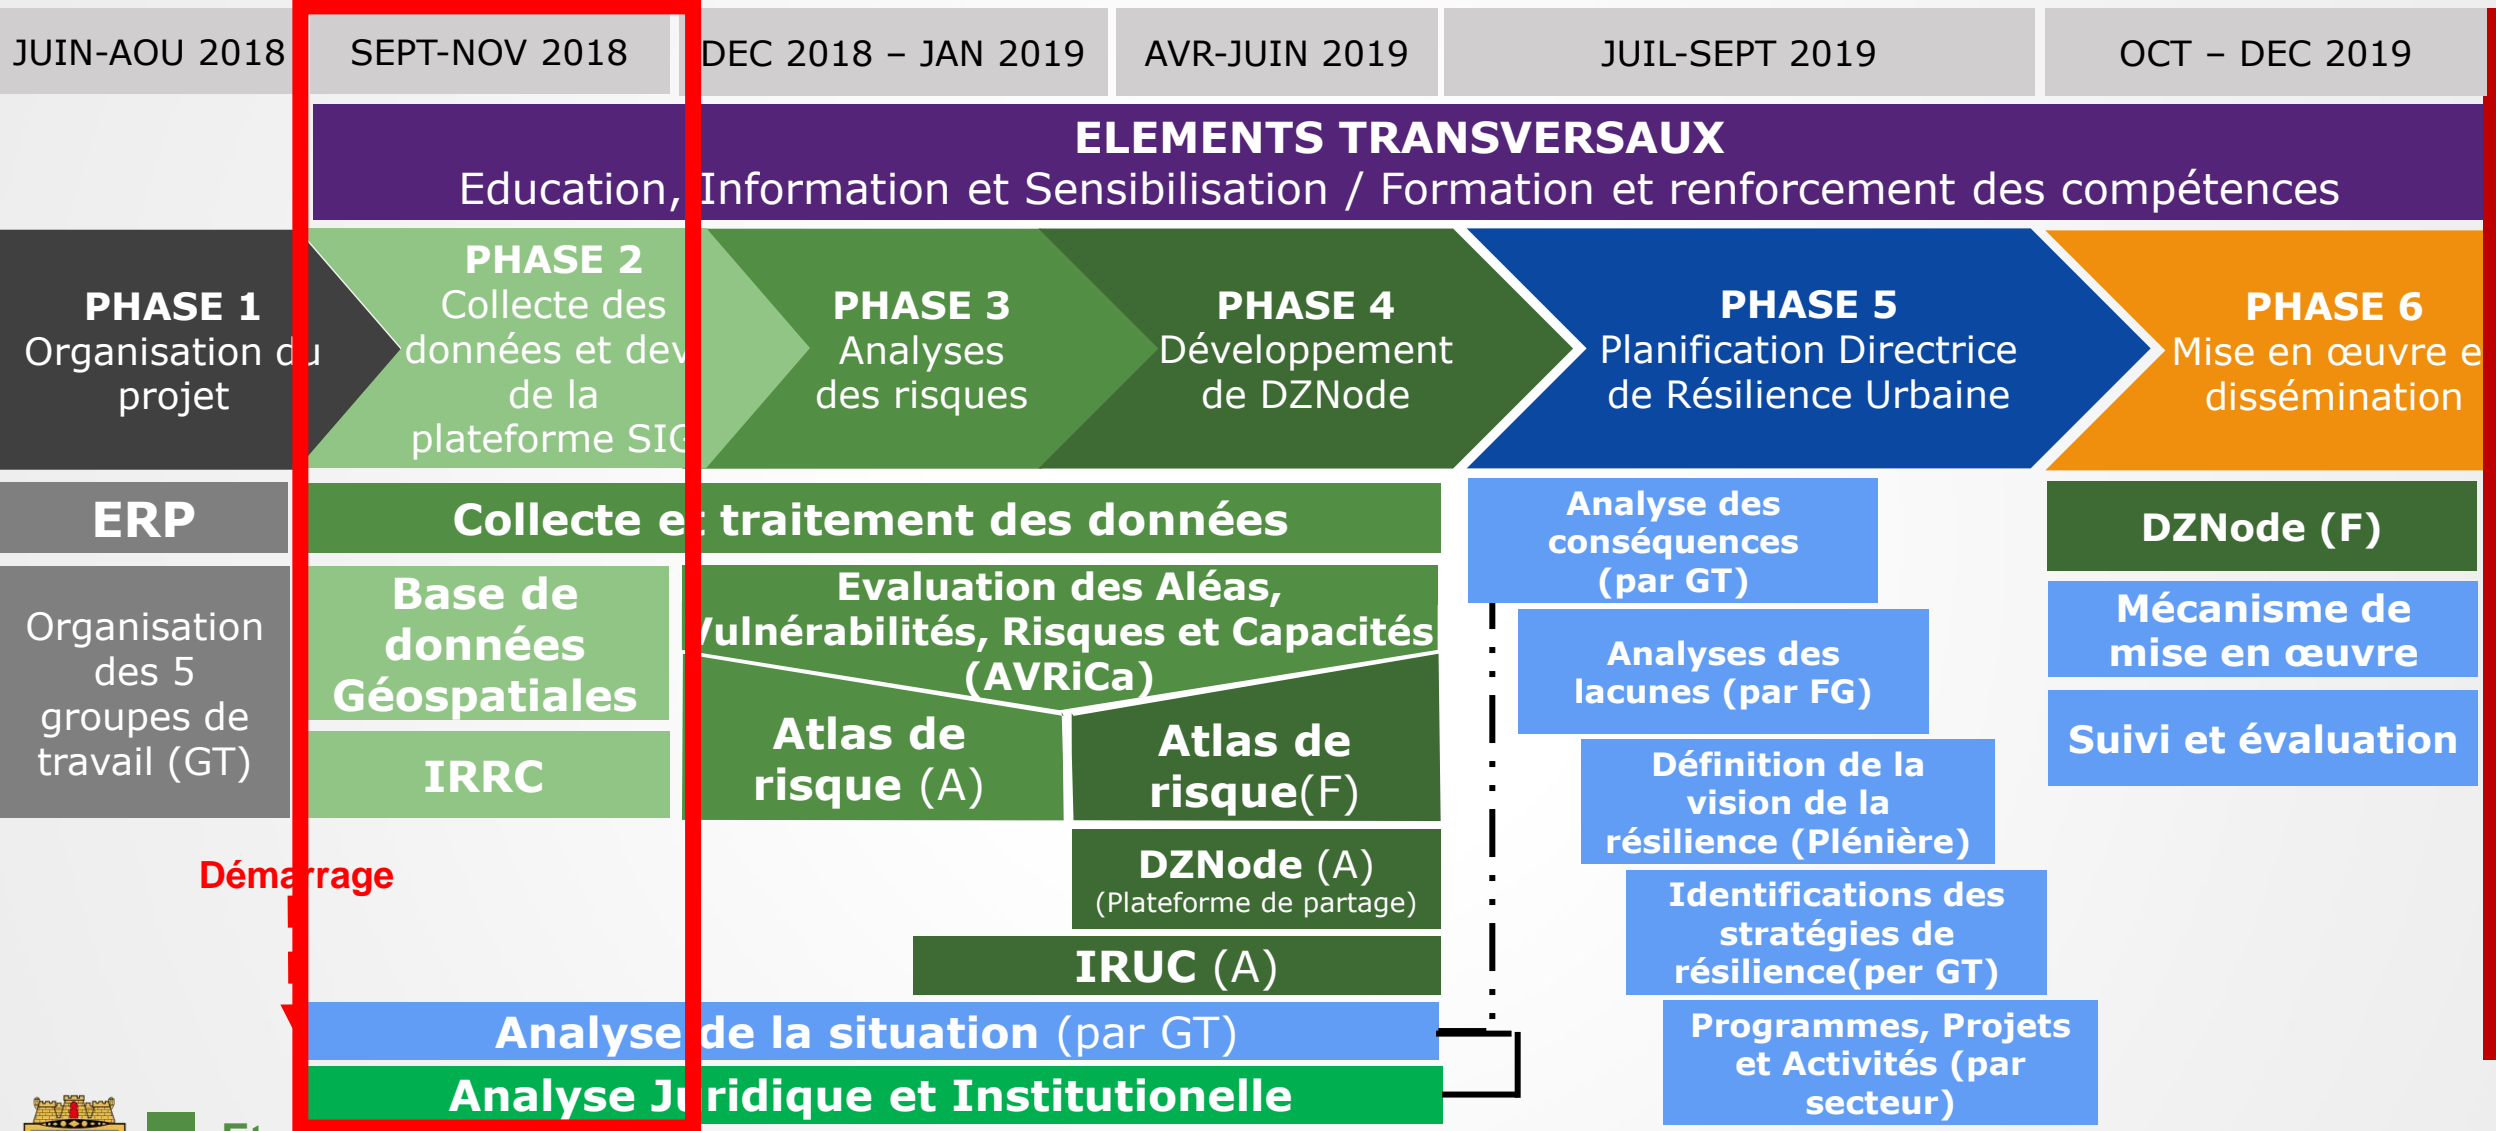 JUIN-AOU 2018
SEPT-NOV 2018
DEC 2018 – JAN 2019
AVR-JUIN 2019
JUIL-SEPT 2019
OCT – DEC 2019
ELEMENTS TRANSVERSAUX
Education, Information et Sensibilisation / Formation et renforcement des compétences
PHASE 1
Organisation du
projet
PHASE 2
Collecte des
données et dev
de la
plateforme SIG
PHASE 3
Analyses
des risques
PHASE 4
Développement
de DZNode
PHASE 5
Planification Directrice
de Résilience Urbaine
PHASE 6
Mise en œuvre e
dissémination
ERP
Organisation
des 5
groupes de
travail (GT)
Collecte et traitement des données
Base de
données
Géospatiales
IRRC
Evaluation des Aléas,
Vulnérabilités, Risques et Capacités
(AVRiCa)
Atlas de
risque (A)
Atlas de
risque(F)
DZNode (A)
(Plateforme de partage)
IRUC (A)
Démarrage
Analyse de la situation (par GT)
Analyse Juridique et Institutionelle
Analyse des
conséquences
(par GT)
Analyses des
lacunes (par FG)
Définition de la
vision de la
résilience (Plénière)
Identifications des
stratégies de
résilience(per GT)
Programmes, Projets
et Activités (par
secteur)
DZNode (F)
Mécanisme de
mise en œuvre
Suivi et évaluation